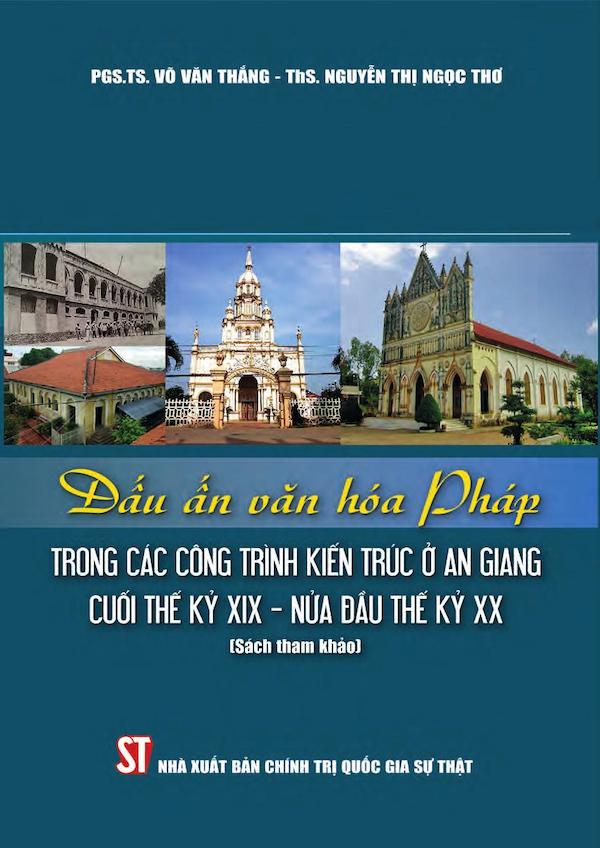 PGS.TS. VÕ VĂN THẮNG - ThS. NGUYỄN THỊ NGỌC THƠ
Dấu ấn văn hóa Pháp
TRONG CÁC CÔNG TRÌNH KIẾN TRÚC Ở AN GIANG
CUỐI THẾ KỶ XIX – NỬA ĐẦU THẾ KỶ XX
(Sách tham khảo)
ST NHÀ XUẤT BẢN CHÍNH TRỊ QUỐC GIA SỰ THẬT